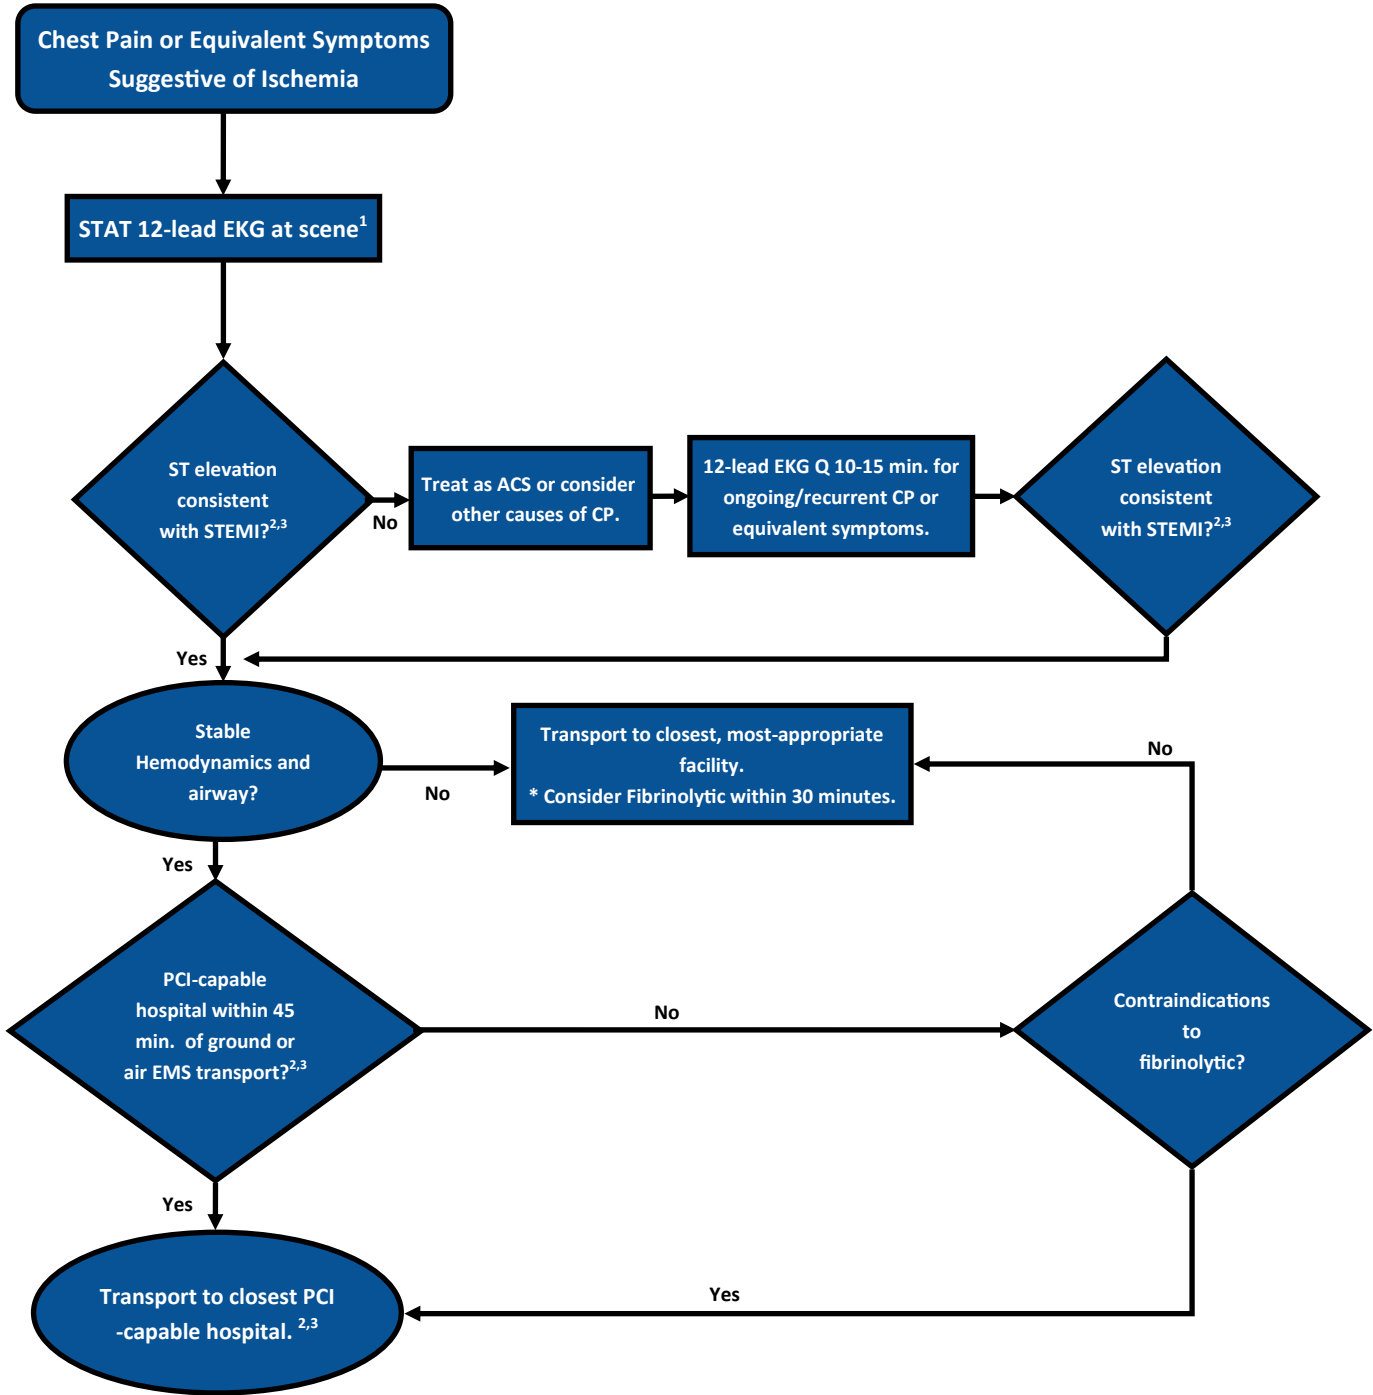 Chest Pain or Equivalent Symptoms
Suggestive of Ischemia
STAT 12-lead EKG at scene1
ST elevation
consistent
with STEMI?2,3
No
Treat as ACS or consider
other causes of CP.
12-lead EKG Q 10-15 min. for
ongoing/recurrent CP or
equivalent symptoms.
ST elevation
consistent
with STEMI?2,3
Yes
Stable
Hemodynamics and
airway?
No
Transport to closest, most-appropriate
facility.
* Consider Fibrinolytic within 30 minutes.
No
Yes
PCI-capable
hospital within 45
min.  of ground or
air EMS transport?2,3
No
Contraindications
to
fibrinolytic?
Yes
Transport to closest PCI
-capable hospital. 2,3
Yes